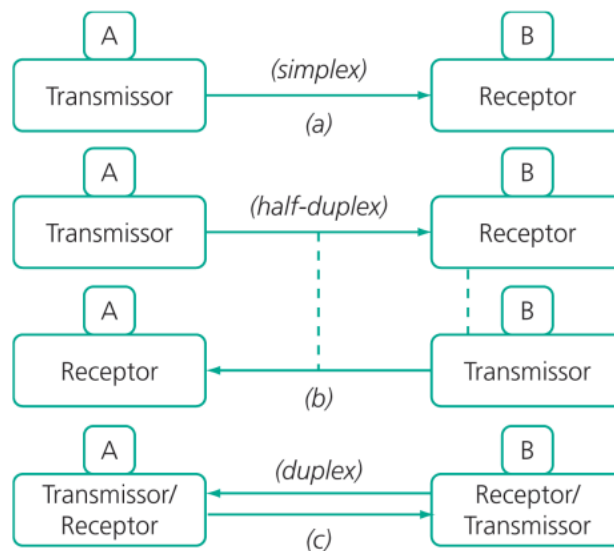 A
B
Transmissor
(simplex)
Receptor
(a)
A
B
Transmissor
(half-duplex)
Receptor
A
B
Receptor
Transmissor
(b)
A
B
Transmissor/
Receptor
(duplex)
Receptor/
Transmissor
(c)